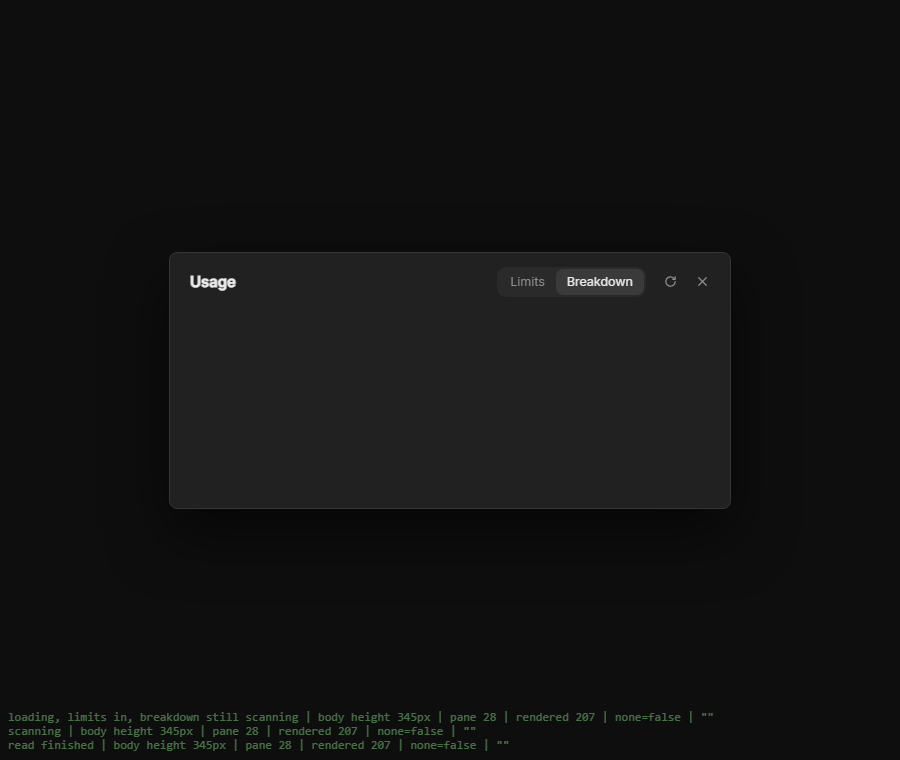 Usage
Limits
Breakdown
loading, limits in, breakdown still scanning | body height 345px | pane 28 | rendered 207 | none=false | ""
scanning | body height 345px | pane 28 | rendered 207 | none=false | ""
read finished | body height 345px | pane 28 | rendered 207 | none=false | ""